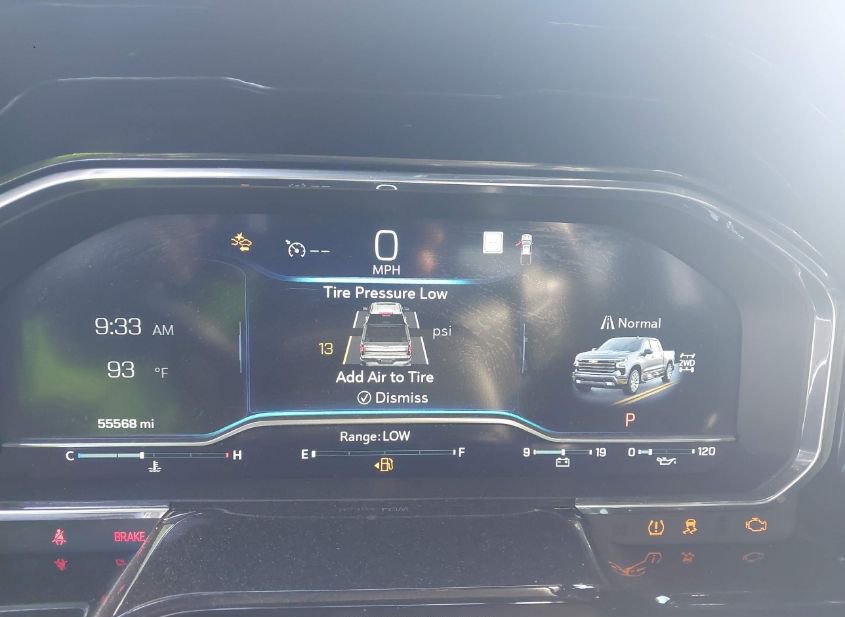 0
MPH
Tire Pressure Low
9:33 AM
psi
Normal
13
93 °F
2WD
Add Air to Tire
Dismiss
55568 mi
P
Range: LOW
C H
E F
9 19
0 120
BRAKE